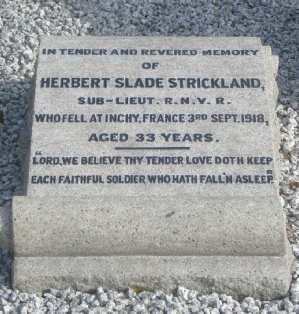 IN TENDER AND REVERED MEMORY
OF
HERBERT SLADE STRICKLAND,
SUB-LIEUT. R.N.V.R.
WHO FELL AT INCHY, FRANCE 3RD SEPT. 1918,
AGED 33 YEARS.
"LORD, WE BELIEVE THY TENDER LOVE DOTH KEEP
EACH FAITHFUL SOLDIER WHO HATH FALL'N ASLEEP."